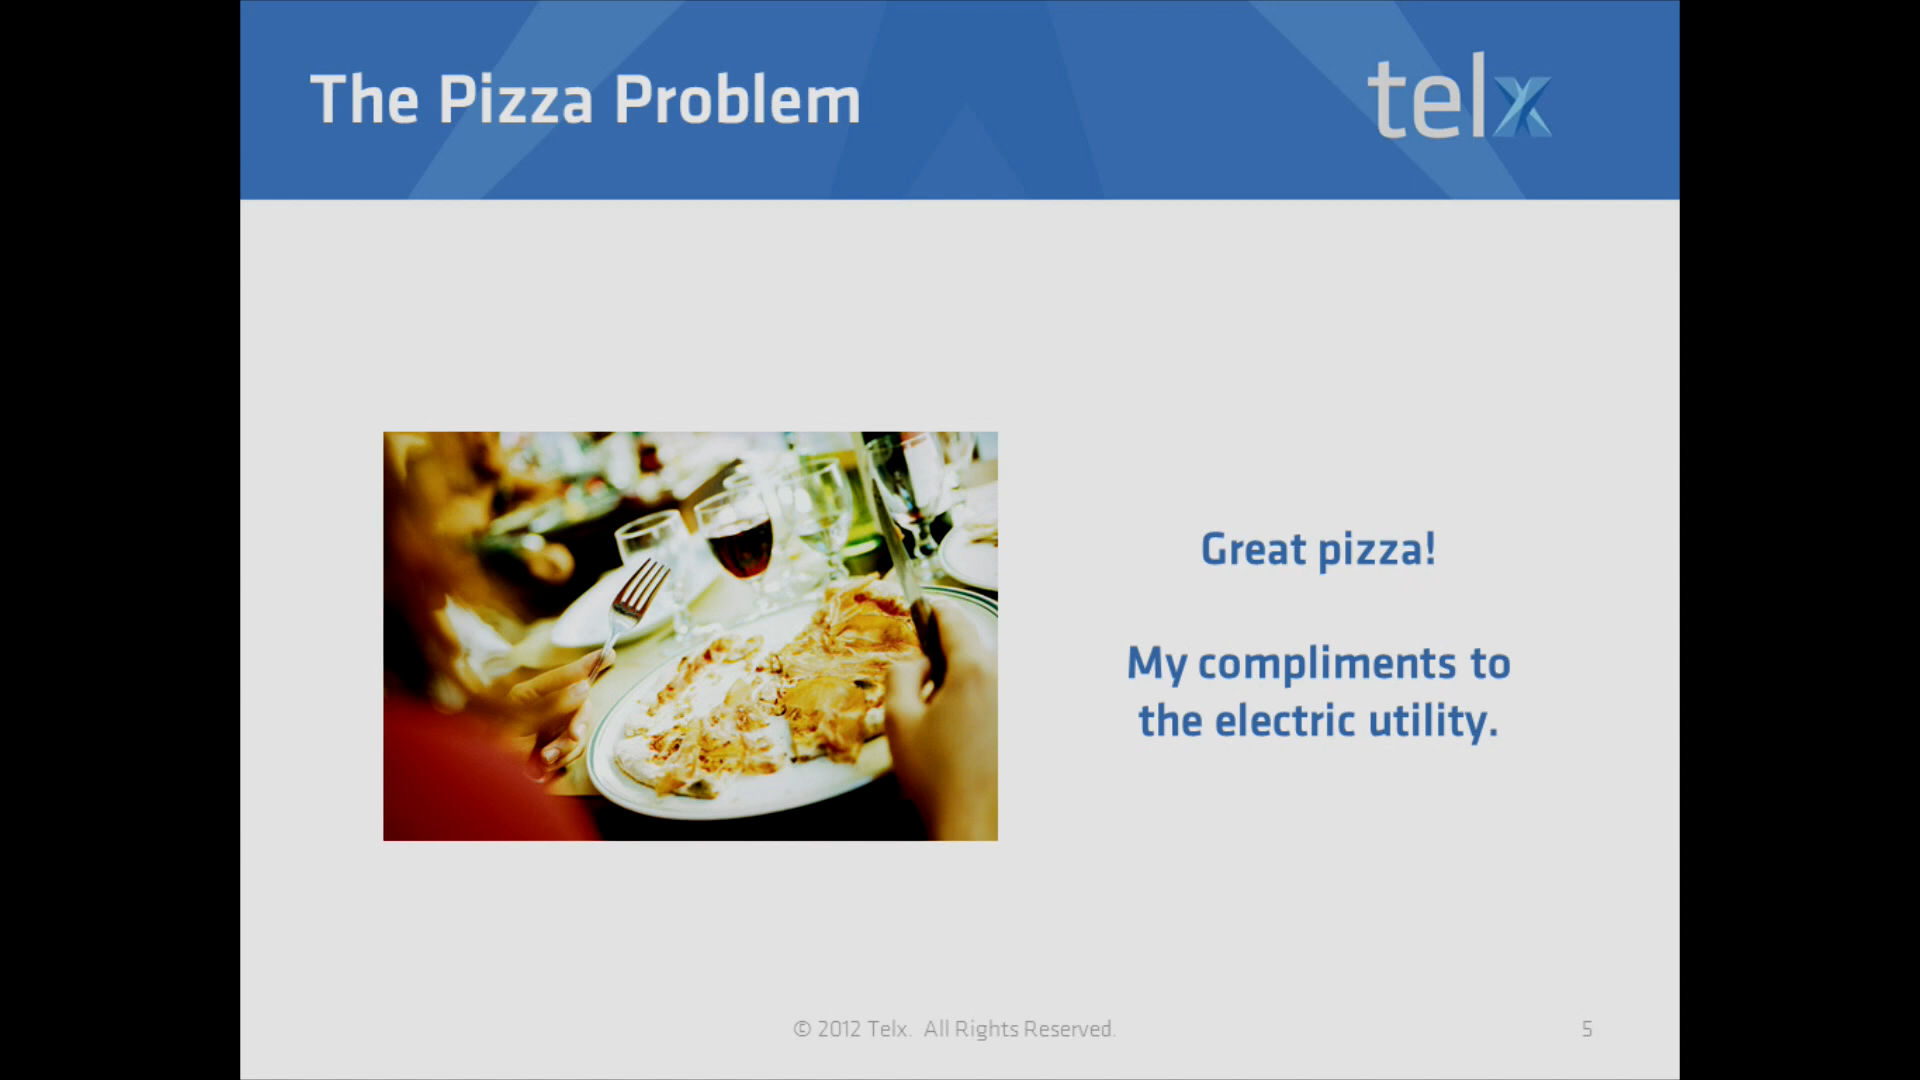 The Pizza Problem
telx
Great pizza!
My compliments to
the electric utility.
© 2012 Telx. All Rights Reserved.
5